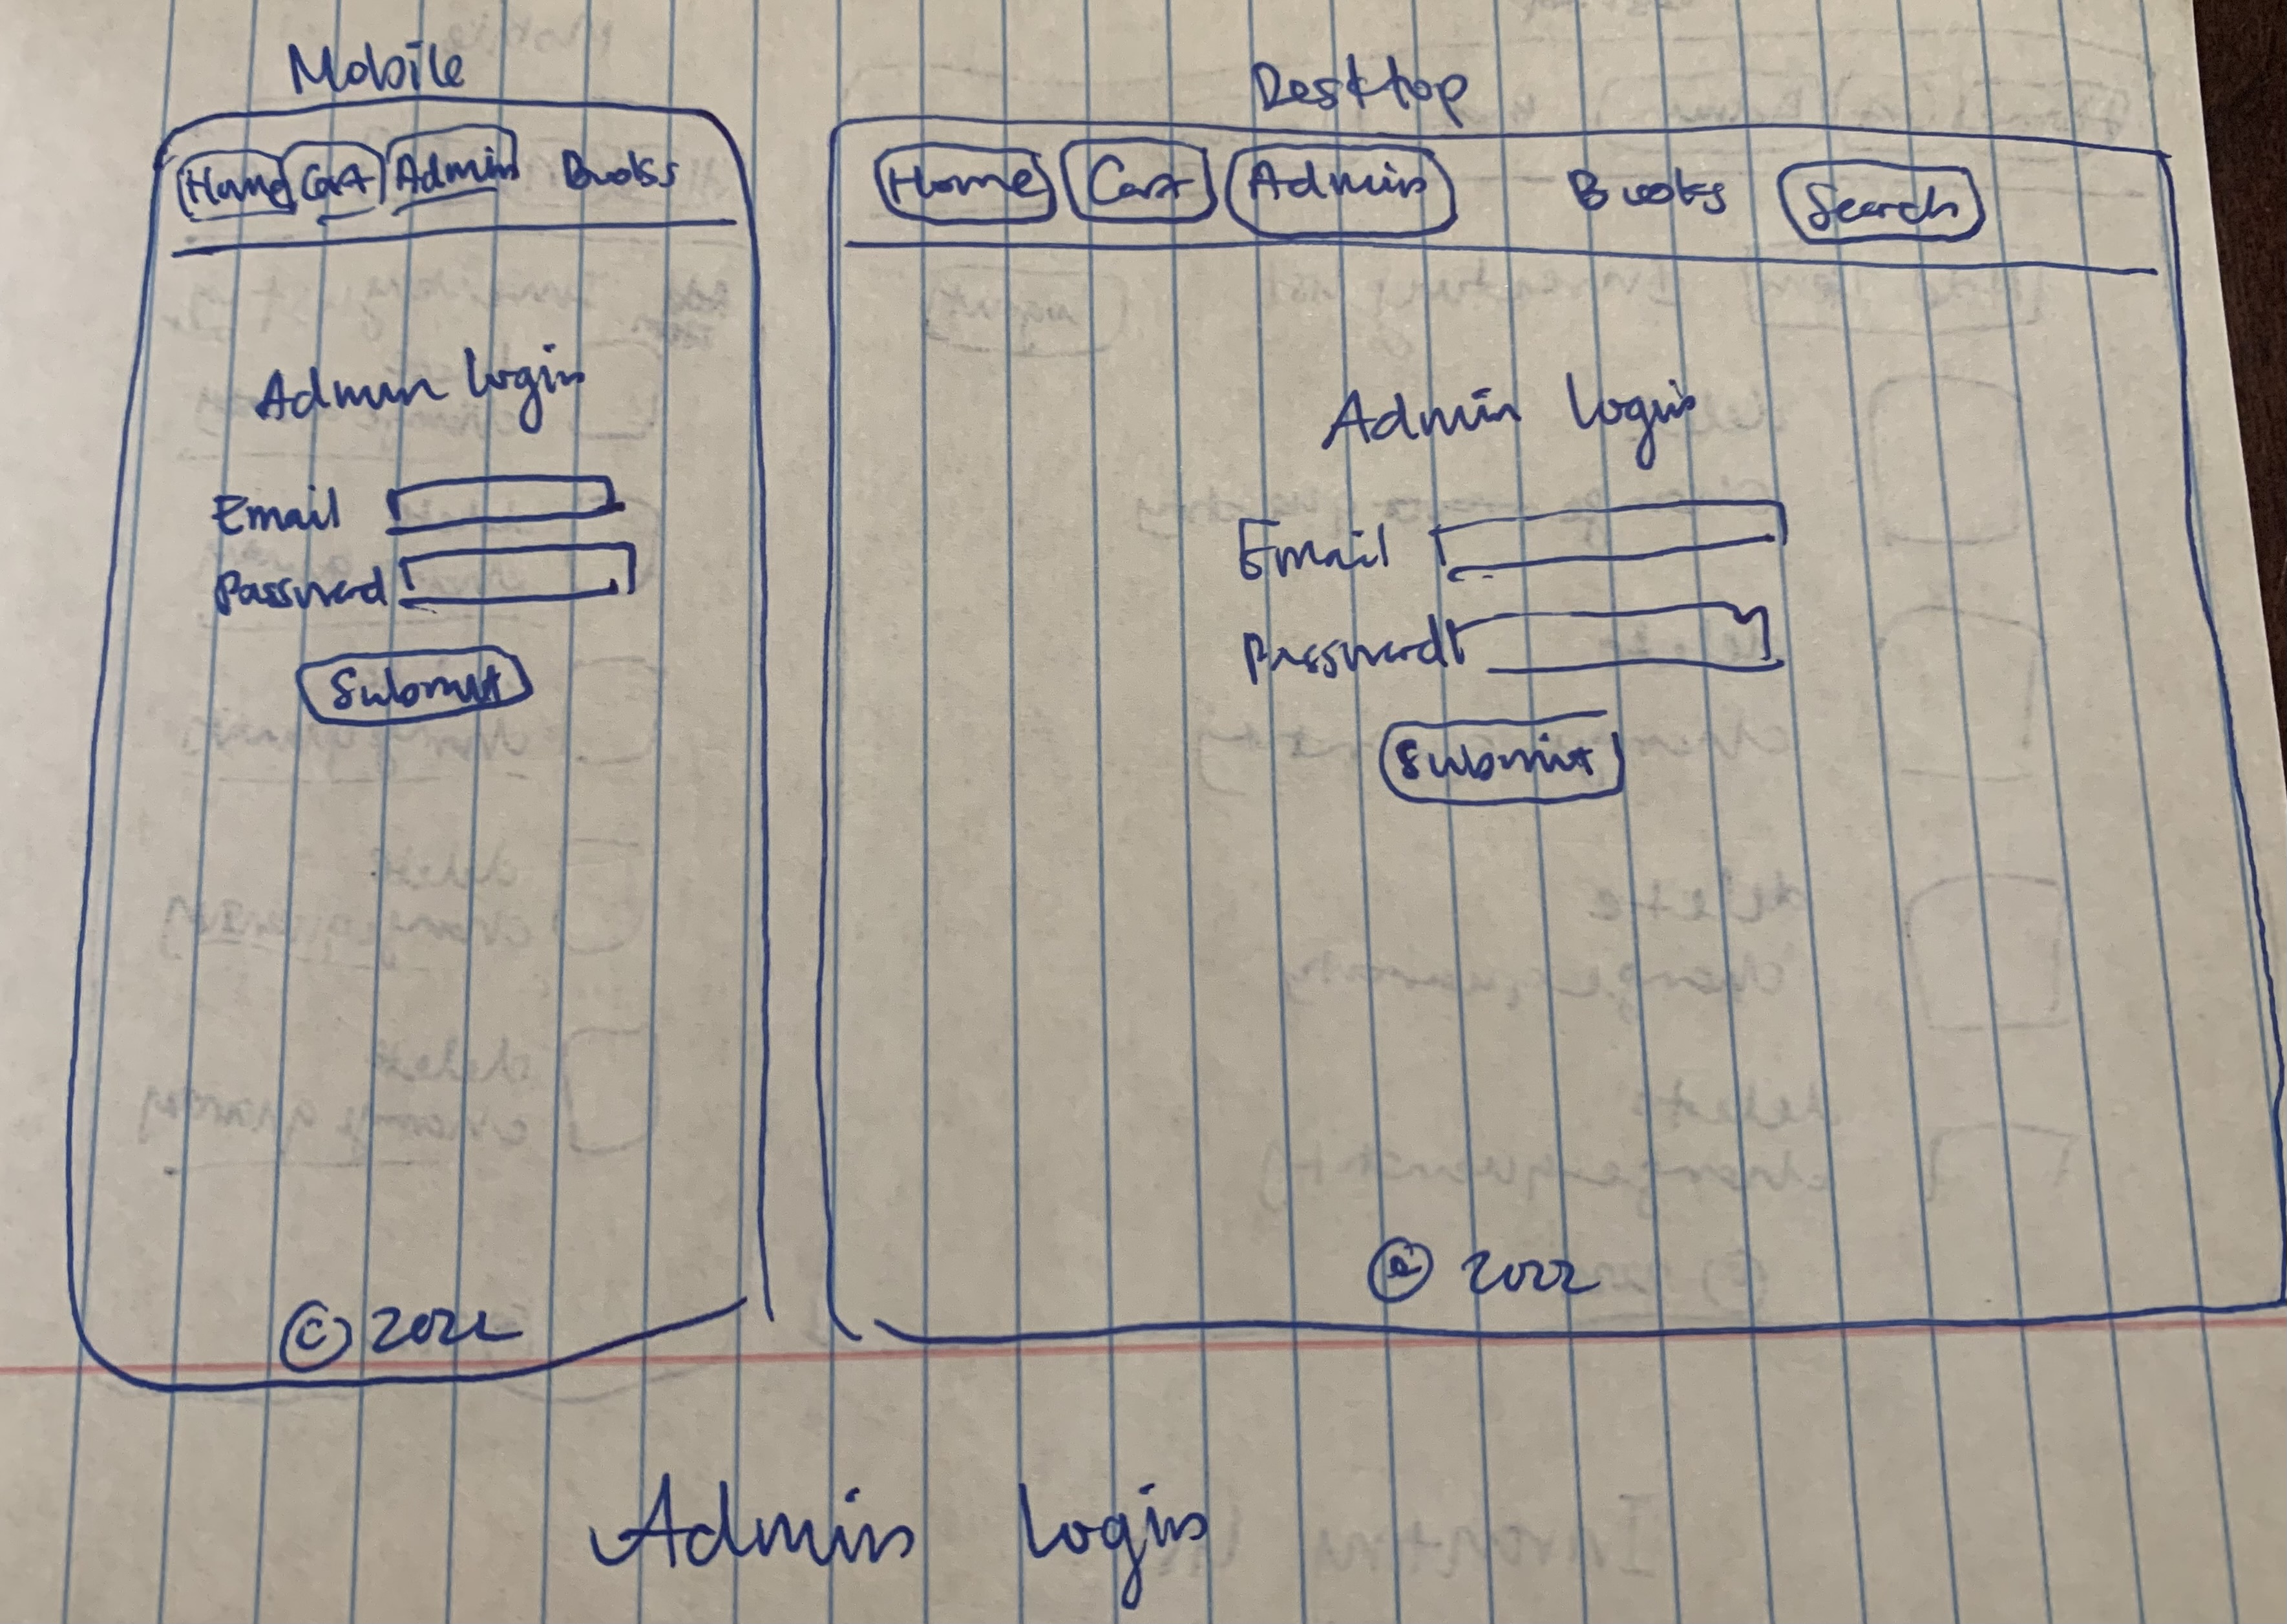 Mobile
Home Cart Admin Books
Admin login
Email
Password
Submit
© 2022
Desktop
Home Cart Admin Books Search
Admin login
Email
Password
Submit
© 2022
Admin login